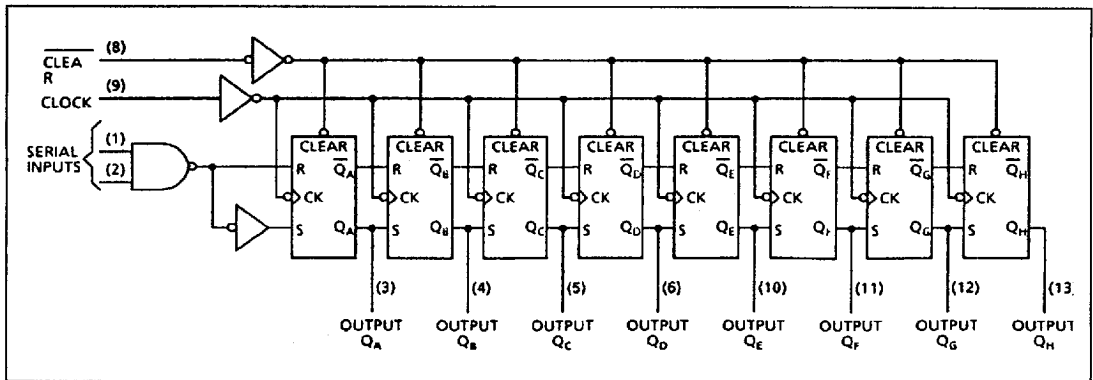 (8)
CLEA
R
(9)
CLOCK
SERIAL
INPUTS
(1)
(2)
CLEAR CLEAR CLEAR CLEAR CLEAR CLEAR CLEAR CLEAR
R Q̅A R Q̅B R Q̅C R Q̅D R Q̅E R Q̅F R Q̅G R Q̅H
CK CK CK CK CK CK CK CK
S QA S QB S QC S QD S QE S QF S QG S QH
(3) (4) (5) (6) (10) (11) (12) (13
OUTPUT OUTPUT OUTPUT OUTPUT OUTPUT OUTPUT OUTPUT OUTPUT
QA QB QC QD QE QF QG QH